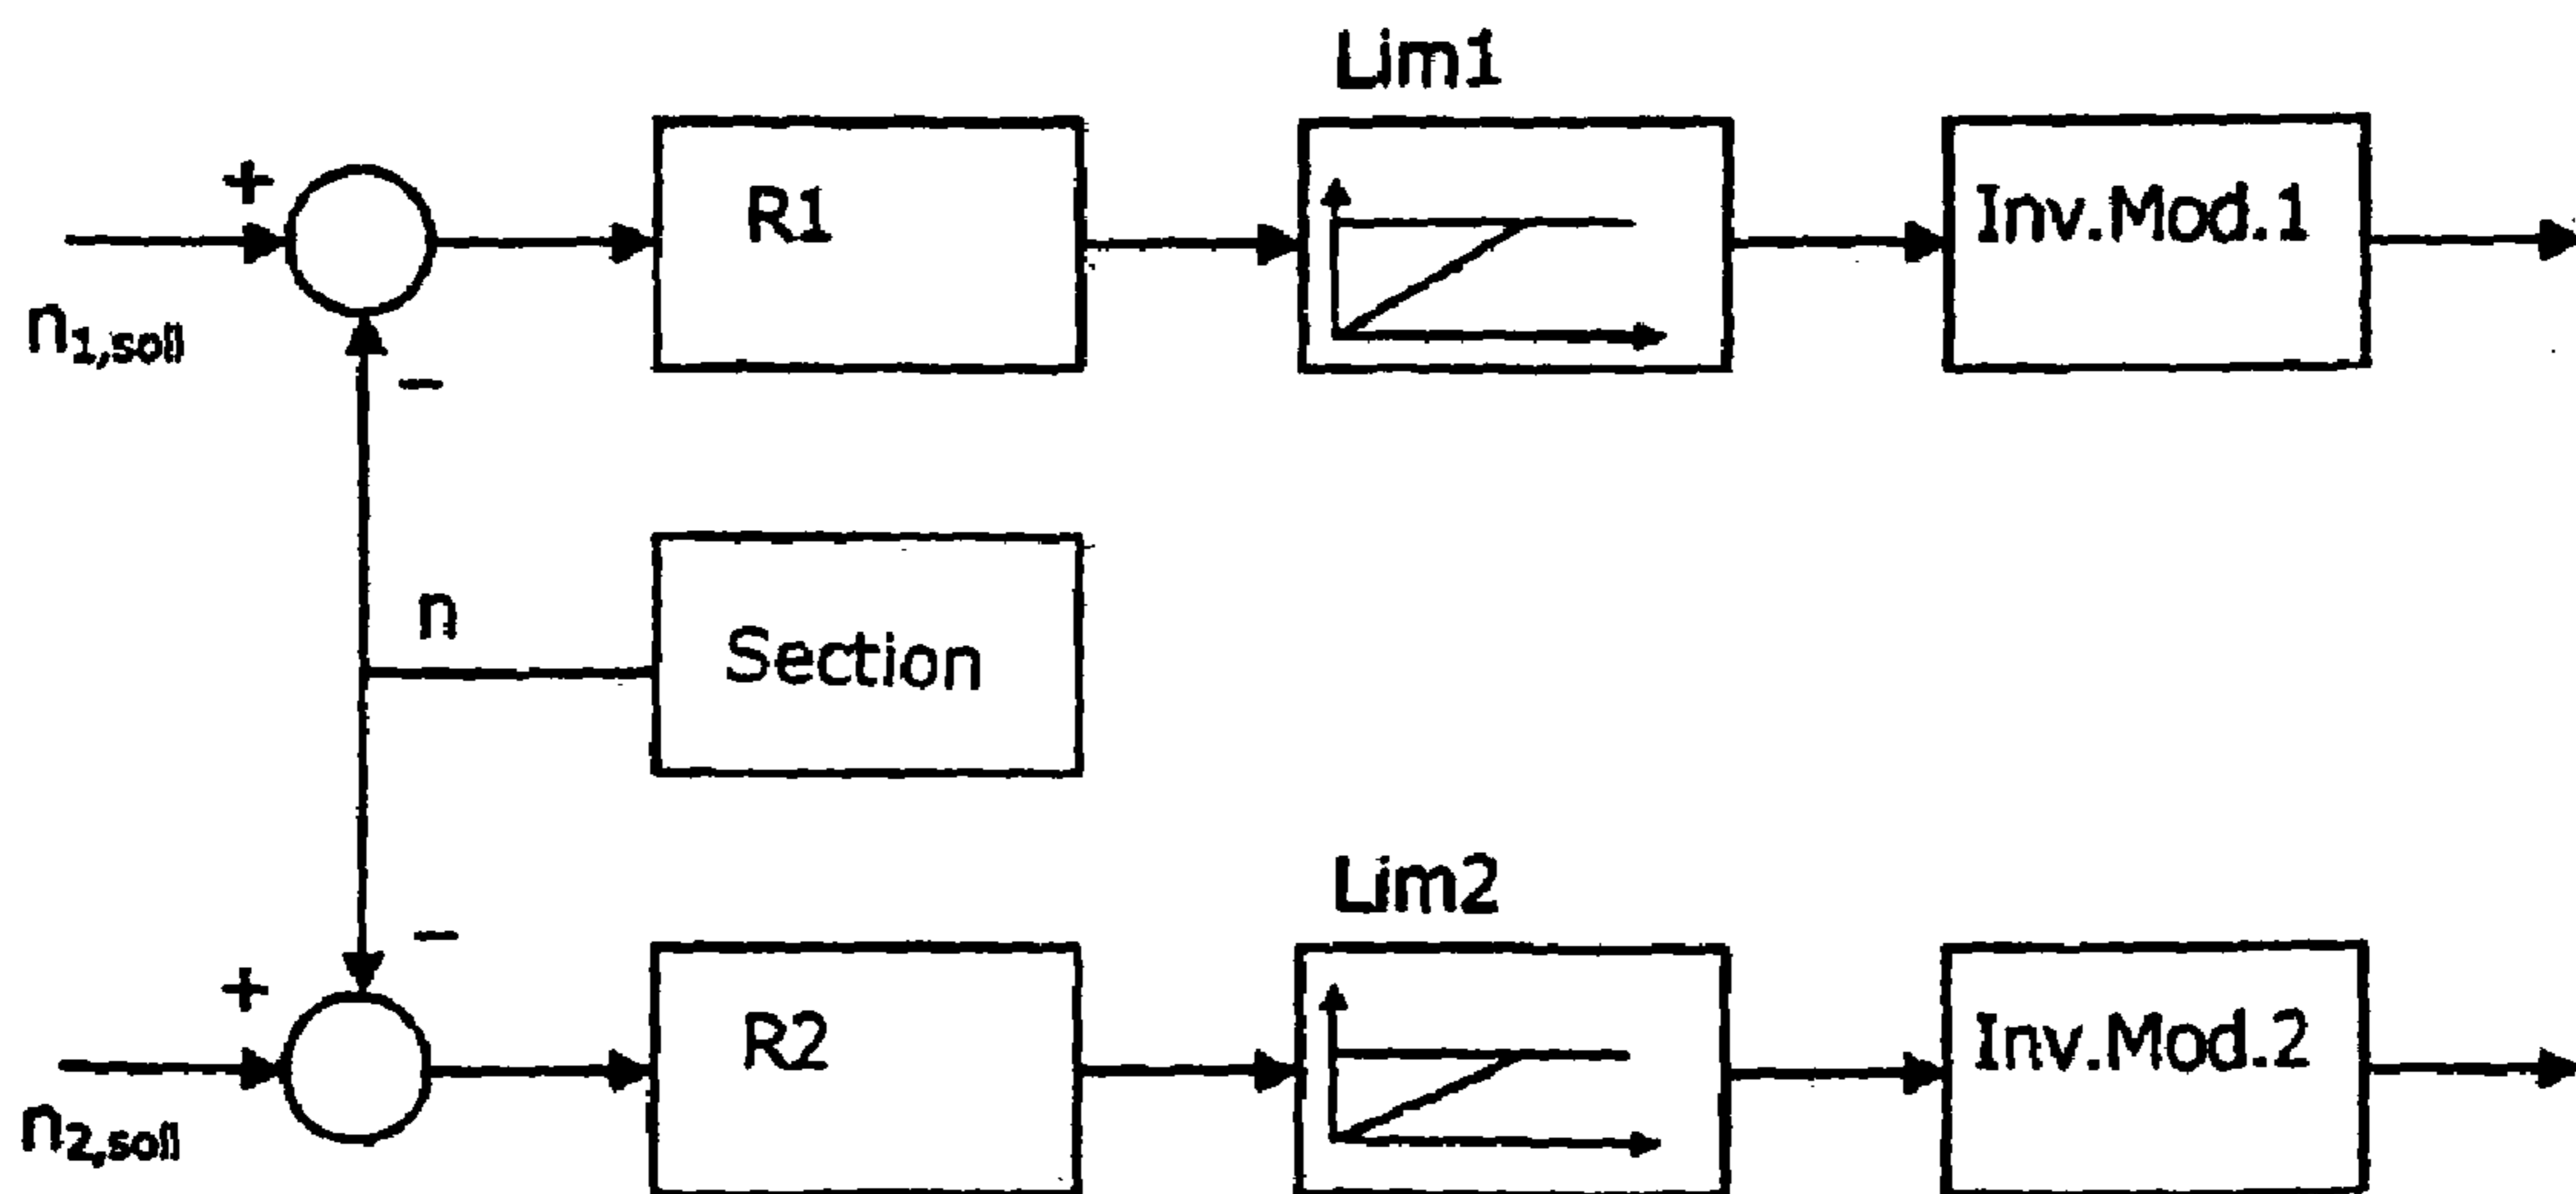 Lim1
+
R1
Inv.Mod.1
n1,soll
−
n
Section
Lim2
−
+
R2
Inv.Mod.2
n2,soll